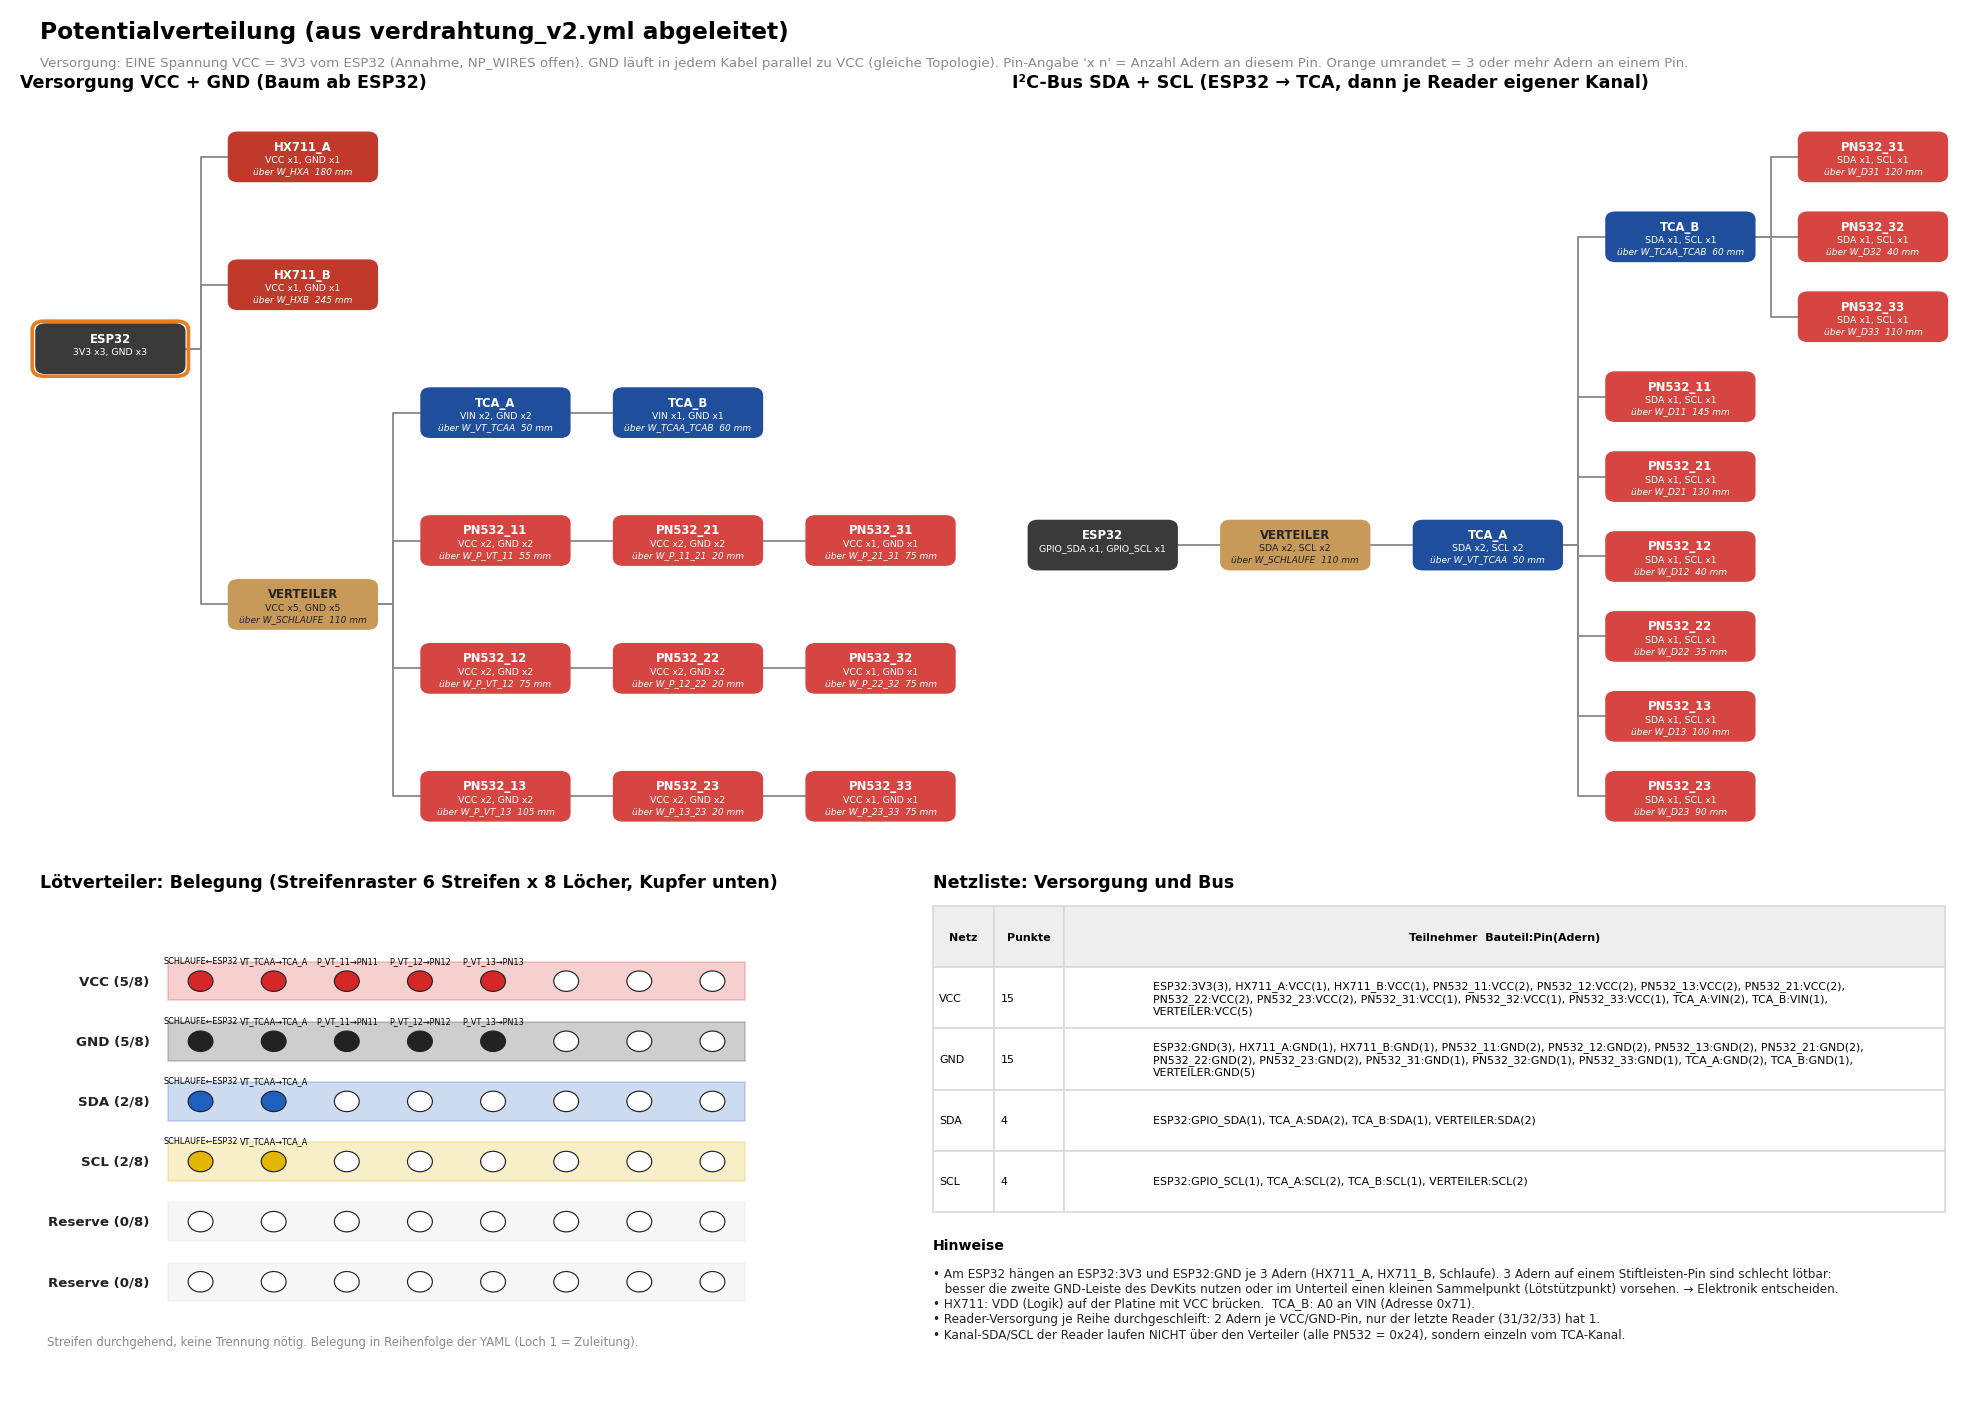 Potentialverteilung (aus verdrahtung_v2.yml abgeleitet)
Versorgung: EINE Spannung VCC = 3V3 vom ESP32 (Annahme, NP_WIRES offen). GND läuft in jedem Kabel parallel zu VCC (gleiche Topologie). Pin-Angabe 'x n' = Anzahl Adern an diesem Pin. Orange umrandet = 3 oder mehr Adern an einem Pin.
Versorgung VCC + GND (Baum ab ESP32)
HX711_A
VCC x1, GND x1
über W_HXA 180 mm
HX711_B
VCC x1, GND x1
über W_HXB 245 mm
ESP32
3V3 x3, GND x3
TCA_A
VIN x2, GND x2
über W_VT_TCAA 50 mm
TCA_B
VIN x1, GND x1
über W_TCAA_TCAB 60 mm
PN532_11
VCC x2, GND x2
über W_P_VT_11 55 mm
PN532_21
VCC x2, GND x2
über W_P_11_21 20 mm
PN532_31
VCC x1, GND x1
über W_P_21_31 75 mm
VERTEILER
VCC x5, GND x5
über W_SCHLAUFE 110 mm
PN532_12
VCC x2, GND x2
über W_P_VT_12 75 mm
PN532_22
VCC x2, GND x2
über W_P_12_22 20 mm
PN532_32
VCC x1, GND x1
über W_P_22_32 75 mm
PN532_13
VCC x2, GND x2
über W_P_VT_13 105 mm
PN532_23
VCC x2, GND x2
über W_P_13_23 20 mm
PN532_33
VCC x1, GND x1
über W_P_23_33 75 mm
I²C-Bus SDA + SCL (ESP32 → TCA, dann je Reader eigener Kanal)
ESP32
GPIO_SDA x1, GPIO_SCL x1
VERTEILER
SDA x2, SCL x2
über W_SCHLAUFE 110 mm
TCA_A
SDA x2, SCL x2
über W_VT_TCAA 50 mm
TCA_B
SDA x1, SCL x1
über W_TCAA_TCAB 60 mm
PN532_31
SDA x1, SCL x1
über W_D31 120 mm
PN532_32
SDA x1, SCL x1
über W_D32 40 mm
PN532_33
SDA x1, SCL x1
über W_D33 110 mm
PN532_11
SDA x1, SCL x1
über W_D11 145 mm
PN532_21
SDA x1, SCL x1
über W_D21 130 mm
PN532_12
SDA x1, SCL x1
über W_D12 40 mm
PN532_22
SDA x1, SCL x1
über W_D22 35 mm
PN532_13
SDA x1, SCL x1
über W_D13 100 mm
PN532_23
SDA x1, SCL x1
über W_D23 90 mm
Lötverteiler: Belegung (Streifenraster 6 Streifen x 8 Löcher, Kupfer unten)
SCHLAUFE←ESP32 VT_TCAA→TCA_A P_VT_11→PN11 P_VT_12→PN12 P_VT_13→PN13
VCC (5/8)
SCHLAUFE←ESP32 VT_TCAA→TCA_A P_VT_11→PN11 P_VT_12→PN12 P_VT_13→PN13
GND (5/8)
SCHLAUFE←ESP32 VT_TCAA→TCA_A
SDA (2/8)
SCHLAUFE←ESP32 VT_TCAA→TCA_A
SCL (2/8)
Reserve (0/8)
Reserve (0/8)
Streifen durchgehend, keine Trennung nötig. Belegung in Reihenfolge der YAML (Loch 1 = Zuleitung).
Netzliste: Versorgung und Bus
Netz Punkte Teilnehmer Bauteil:Pin(Adern)
VCC 15 ESP32:3V3(3), HX711_A:VCC(1), HX711_B:VCC(1), PN532_11:VCC(2), PN532_12:VCC(2), PN532_13:VCC(2), PN532_21:VCC(2),
PN532_22:VCC(2), PN532_23:VCC(2), PN532_31:VCC(1), PN532_32:VCC(1), PN532_33:VCC(1), TCA_A:VIN(2), TCA_B:VIN(1),
VERTEILER:VCC(5)
GND 15 ESP32:GND(3), HX711_A:GND(1), HX711_B:GND(1), PN532_11:GND(2), PN532_12:GND(2), PN532_13:GND(2), PN532_21:GND(2),
PN532_22:GND(2), PN532_23:GND(2), PN532_31:GND(1), PN532_32:GND(1), PN532_33:GND(1), TCA_A:GND(2), TCA_B:GND(1),
VERTEILER:GND(5)
SDA 4 ESP32:GPIO_SDA(1), TCA_A:SDA(2), TCA_B:SDA(1), VERTEILER:SDA(2)
SCL 4 ESP32:GPIO_SCL(1), TCA_A:SCL(2), TCA_B:SCL(1), VERTEILER:SCL(2)
Hinweise
• Am ESP32 hängen an ESP32:3V3 und ESP32:GND je 3 Adern (HX711_A, HX711_B, Schlaufe). 3 Adern auf einem Stiftleisten-Pin sind schlecht lötbar:
besser die zweite GND-Leiste des DevKits nutzen oder im Unterteil einen kleinen Sammelpunkt (Lötstützpunkt) vorsehen. → Elektronik entscheiden.
• HX711: VDD (Logik) auf der Platine mit VCC brücken. TCA_B: A0 an VIN (Adresse 0x71).
• Reader-Versorgung je Reihe durchgeschleift: 2 Adern je VCC/GND-Pin, nur der letzte Reader (31/32/33) hat 1.
• Kanal-SDA/SCL der Reader laufen NICHT über den Verteiler (alle PN532 = 0x24), sondern einzeln vom TCA-Kanal.